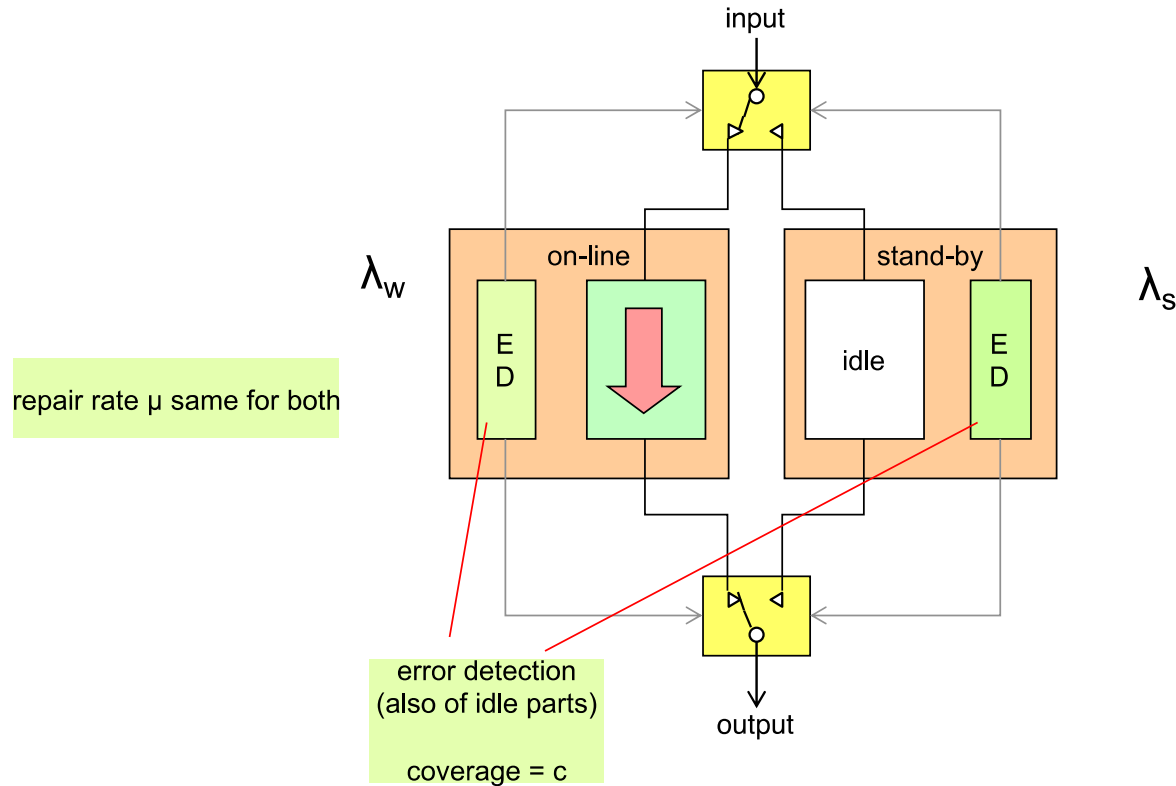 input
on-line
stand-by
λw
λs
E
D
idle
E
D
repair rate μ same for both
error detection
(also of idle parts)
coverage = c
output